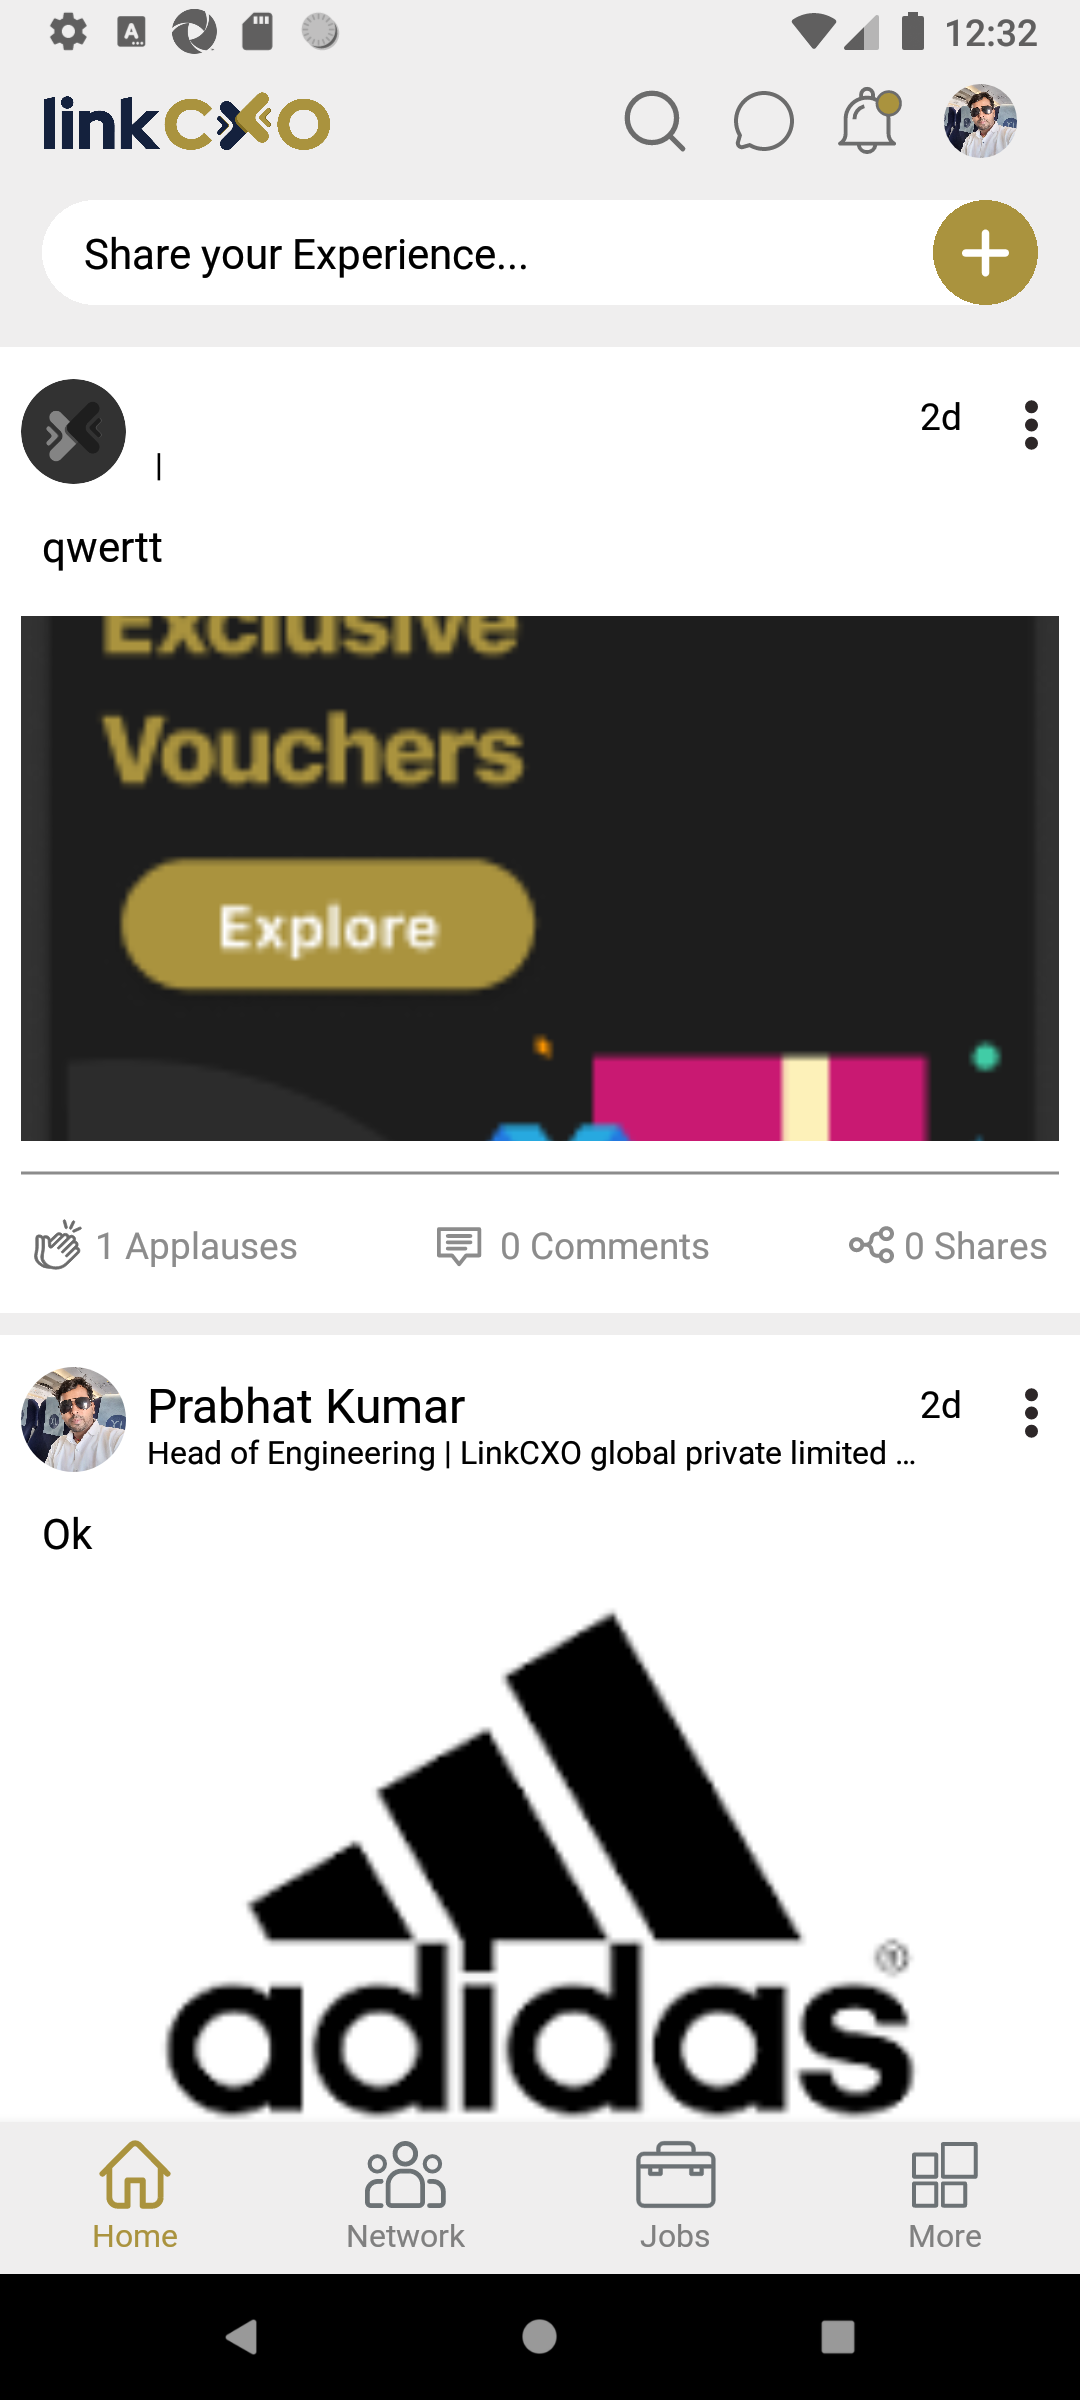 12:32
linkCXO
Share your Experience...
2d
|
qwertt
Exclusive
Vouchers
Explore
1 Applauses
0 Comments
0 Shares
Prabhat Kumar
2d
Head of Engineering | LinkCXO global private limited ...
Ok
adidas®
Home
Network
Jobs
More